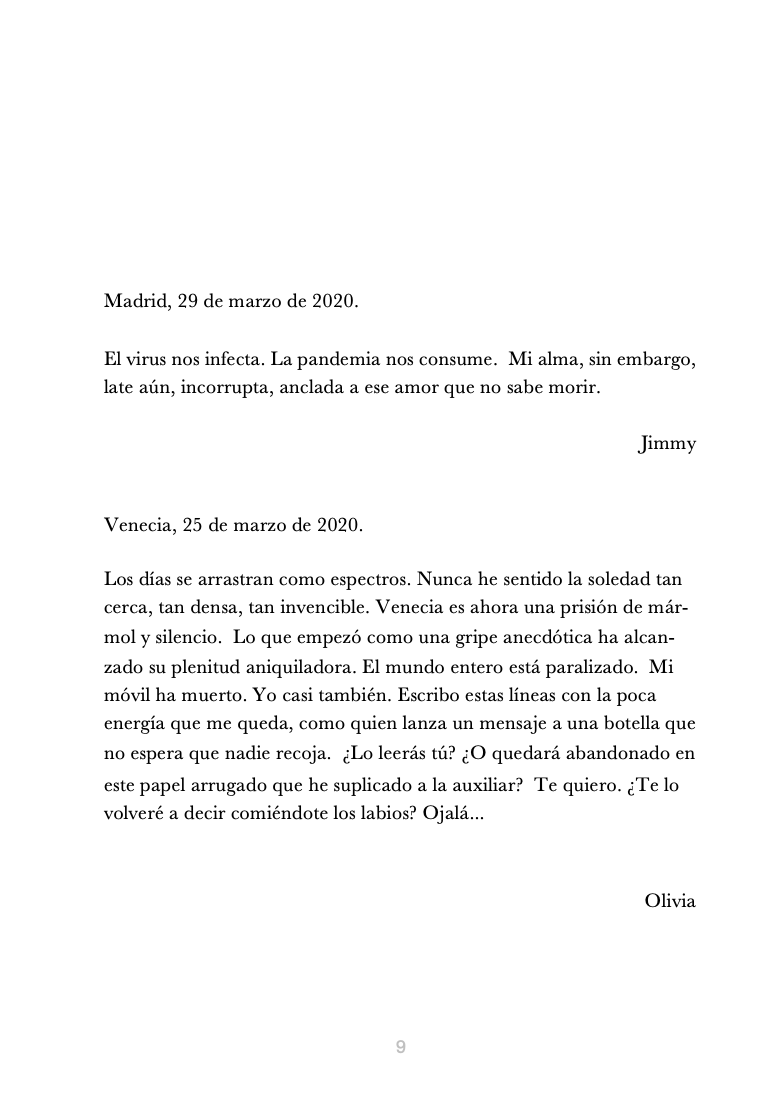 Madrid, 29 de marzo de 2020.
El virus nos infecta. La pandemia nos consume.  Mi alma, sin embargo,
late aún, incorrupta, anclada a ese amor que no sabe morir.
Jimmy
Venecia, 25 de marzo de 2020.
Los días se arrastran como espectros. Nunca he sentido la soledad tan
cerca, tan densa, tan invencible. Venecia es ahora una prisión de már-
mol y silencio.  Lo que empezó como una gripe anecdótica ha alcan-
zado su plenitud aniquiladora. El mundo entero está paralizado.  Mi
móvil ha muerto. Yo casi también. Escribo estas líneas con la poca
energía que me queda, como quien lanza un mensaje a una botella que
no espera que nadie recoja.  ¿Lo leerás tú? ¿O quedará abandonado en
este papel arrugado que he suplicado a la auxiliar?  Te quiero. ¿Te lo
volveré a decir comiéndote los labios? Ojalá...
Olivia
9